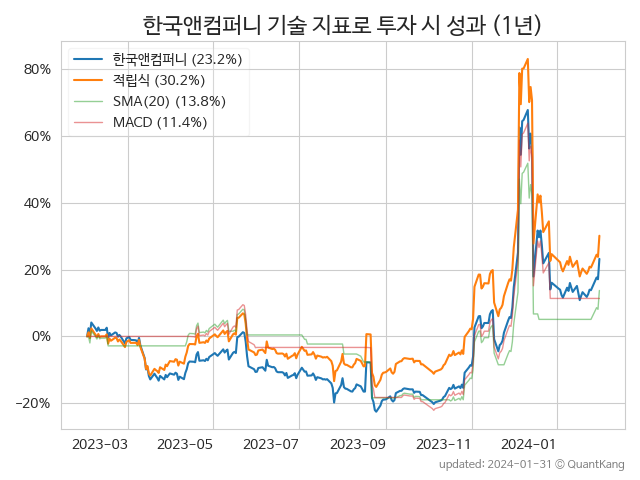 한국앤컴퍼니 기술 지표로 투자 시 성과 (1년)
한국앤컴퍼니 (23.2%)
적립식 (30.2%)
SMA(20) (13.8%)
MACD (11.4%)
80%
60%
40%
20%
0%
−20%
2023-03 2023-05 2023-07 2023-09 2023-11 2024-01
updated: 2024-01-31 © QuantKang